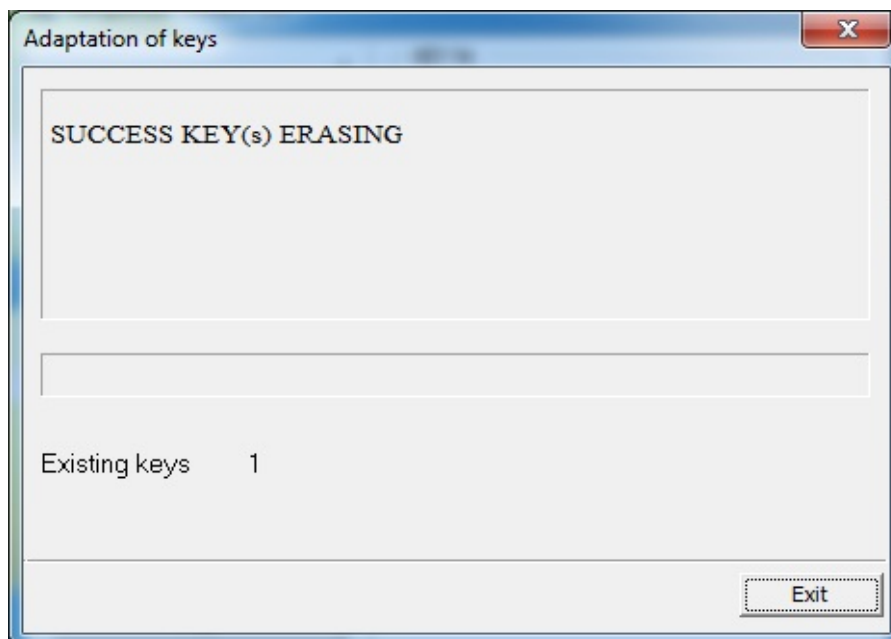 Adaptation of keys
SUCCESS KEY(s) ERASING
Existing keys 1
Exit